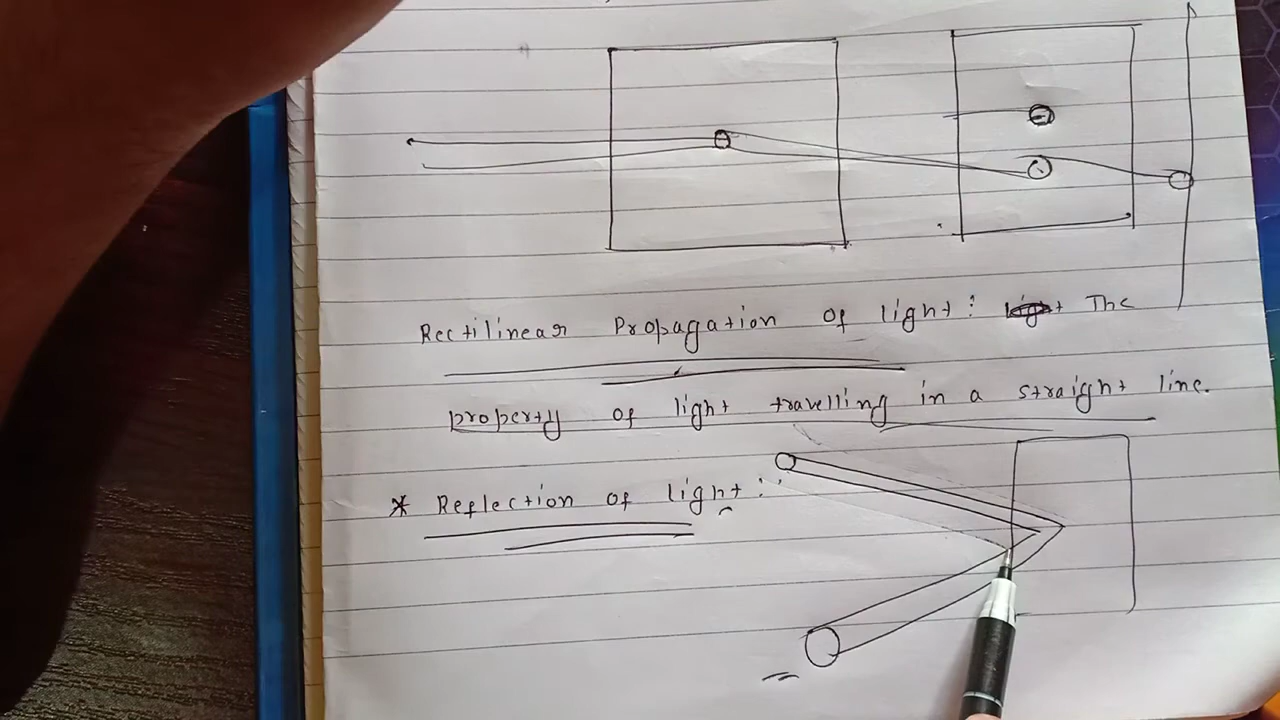 Rectilinear Propagation of light : The
property of light travelling in a straight line.
* Reflection of light :